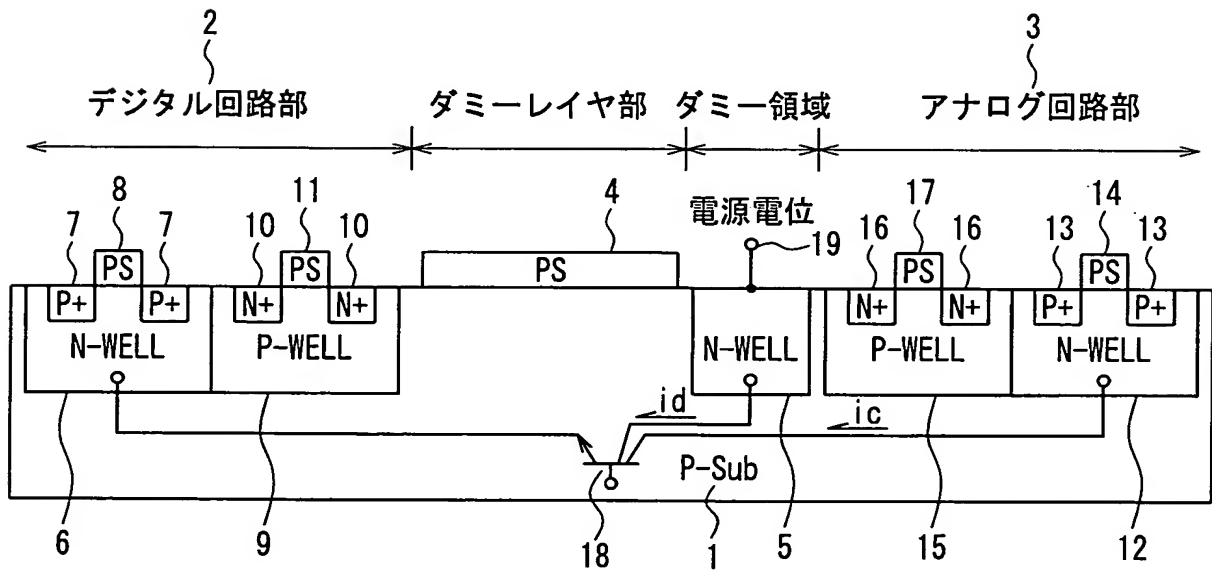 2 3
デジタル回路部 ダミーレイヤ部 ダミー領域 アナログ回路部
8 11 4 電源電位 17 14
7 7 10 10 19 16 16 13 13
PS PS PS PS PS
P+ P+ N+ N+ N+ N+ P+ P+
N-WELL P-WELL N-WELL P-WELL N-WELL
id ic
P-Sub
6 9 18 1 5 15 12